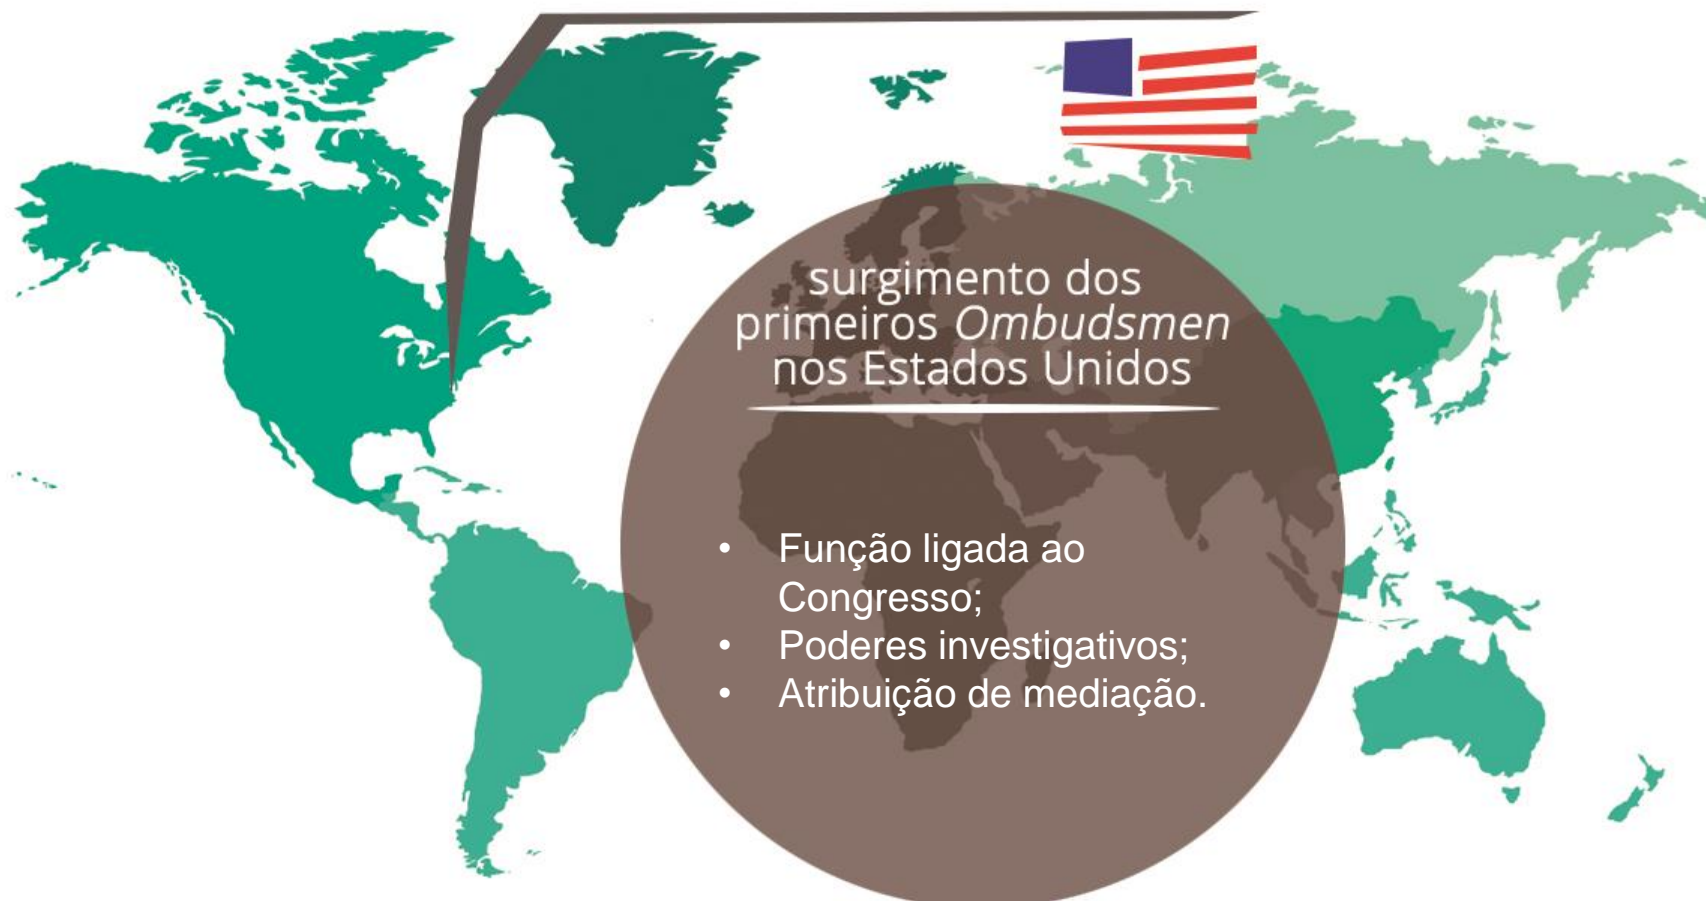 surgimento dos
primeiros Ombudsmen
nos Estados Unidos
• Função ligada ao
Congresso;
• Poderes investigativos;
• Atribuição de mediação.